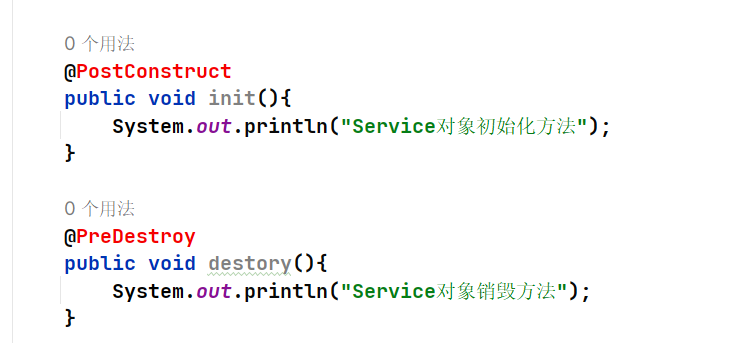 0 个用法
@PostConstruct
public void init(){
    System.out.println("Service对象初始化方法");
}
0 个用法
@PreDestroy
public void destory(){
    System.out.println("Service对象销毁方法");
}